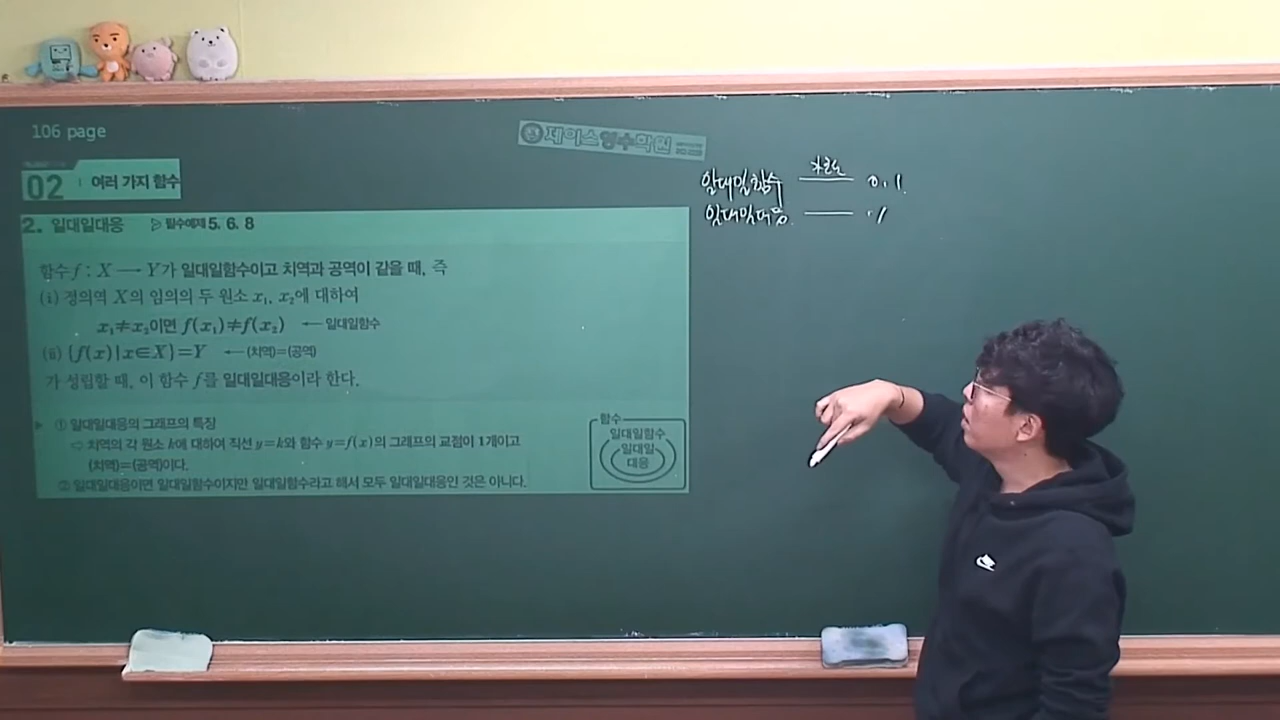 106 page
제이스영수학원
02 여러 가지 함수
2. 일대일대응 ▷ 필수예제 5, 6, 8
함수 f : X → Y가 일대일함수이고 치역과 공역이 같을 때, 즉
(i) 정의역 X의 임의의 두 원소 x₁, x₂에 대하여
x₁≠x₂이면 f(x₁)≠f(x₂) ← 일대일함수
(ii) {f(x)|x∈X}=Y ← (치역)=(공역)
가 성립할 때, 이 함수 f를 일대일대응이라 한다.
▶ ① 일대일대응의 그래프의 특징
⇨ 치역의 각 원소 k에 대하여 직선 y=k와 함수 y=f(x)의 그래프의 교점이 1개이고
(치역)=(공역)이다.
② 일대일대응이면 일대일함수이지만 일대일함수라고 해서 모두 일대일대응인 것은 아니다.
함수
일대일함수
일대일
대응
일대일함수 — 0, 1
일대일대응 — 1